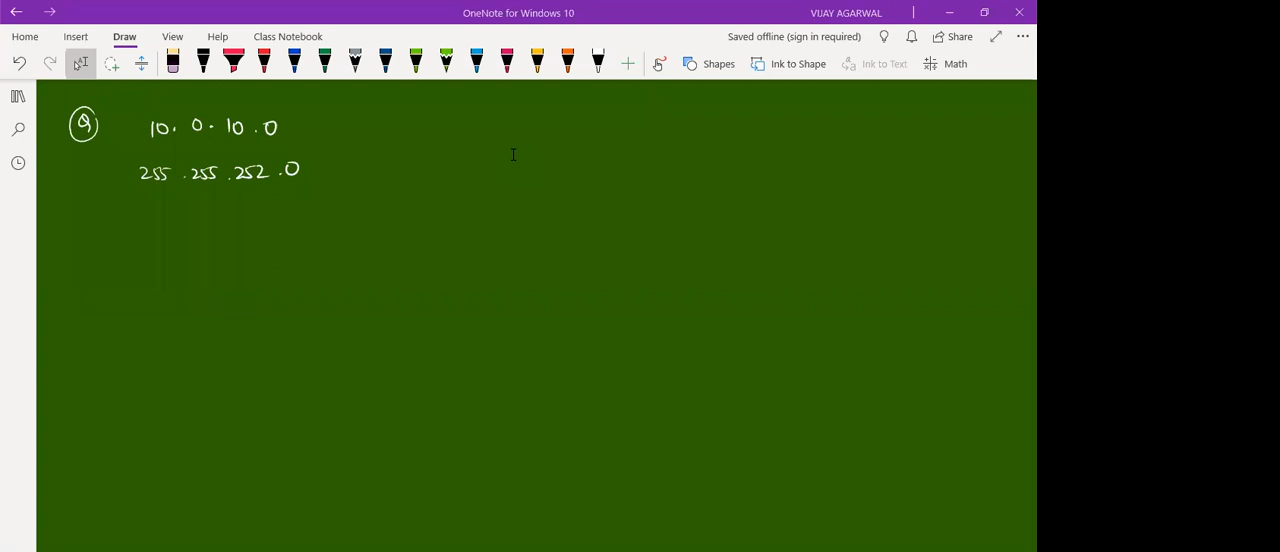 OneNote for Windows 10
VIJAY AGARWAL
Home Insert Draw View Help Class Notebook
Saved offline (sign in required)
Share
Shapes
Ink to Shape
Ink to Text
Math
Q 10.0.10.0
255.255.252.0